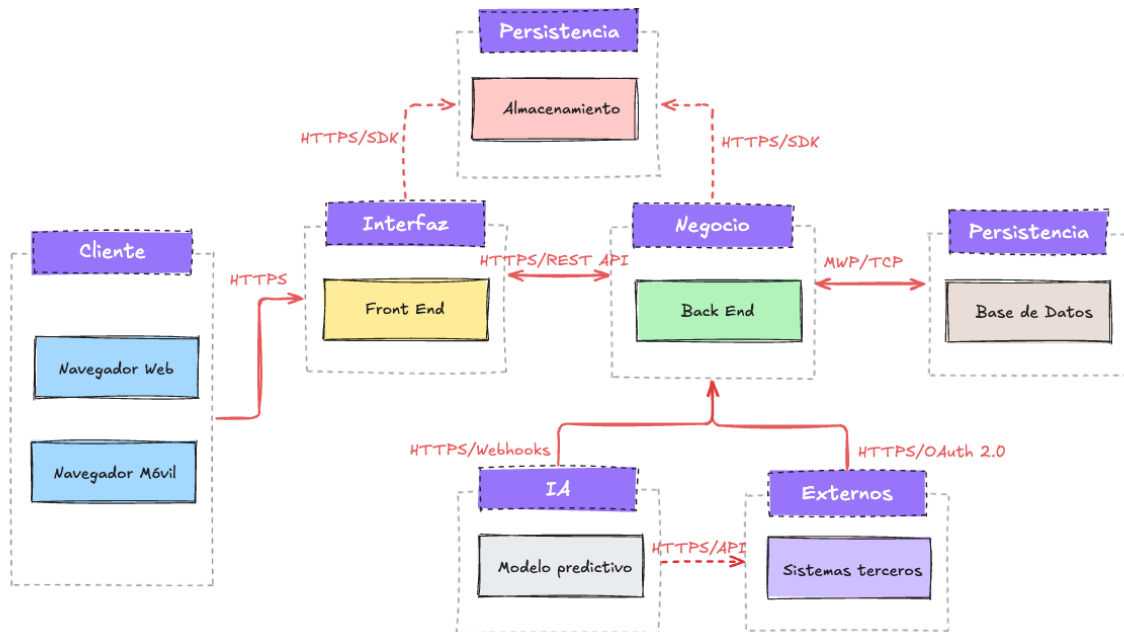 Persistencia
Almacenamiento
HTTPS/SDK
HTTPS/SDK
Cliente
Navegador Web
Navegador Móvil
HTTPS
Interfaz
Front End
HTTPS/REST API
Negocio
Back End
MWP/TCP
Persistencia
Base de Datos
HTTPS/Webhooks
IA
Modelo predictivo
HTTPS/API
HTTPS/OAuth 2.0
Externos
Sistemas terceros